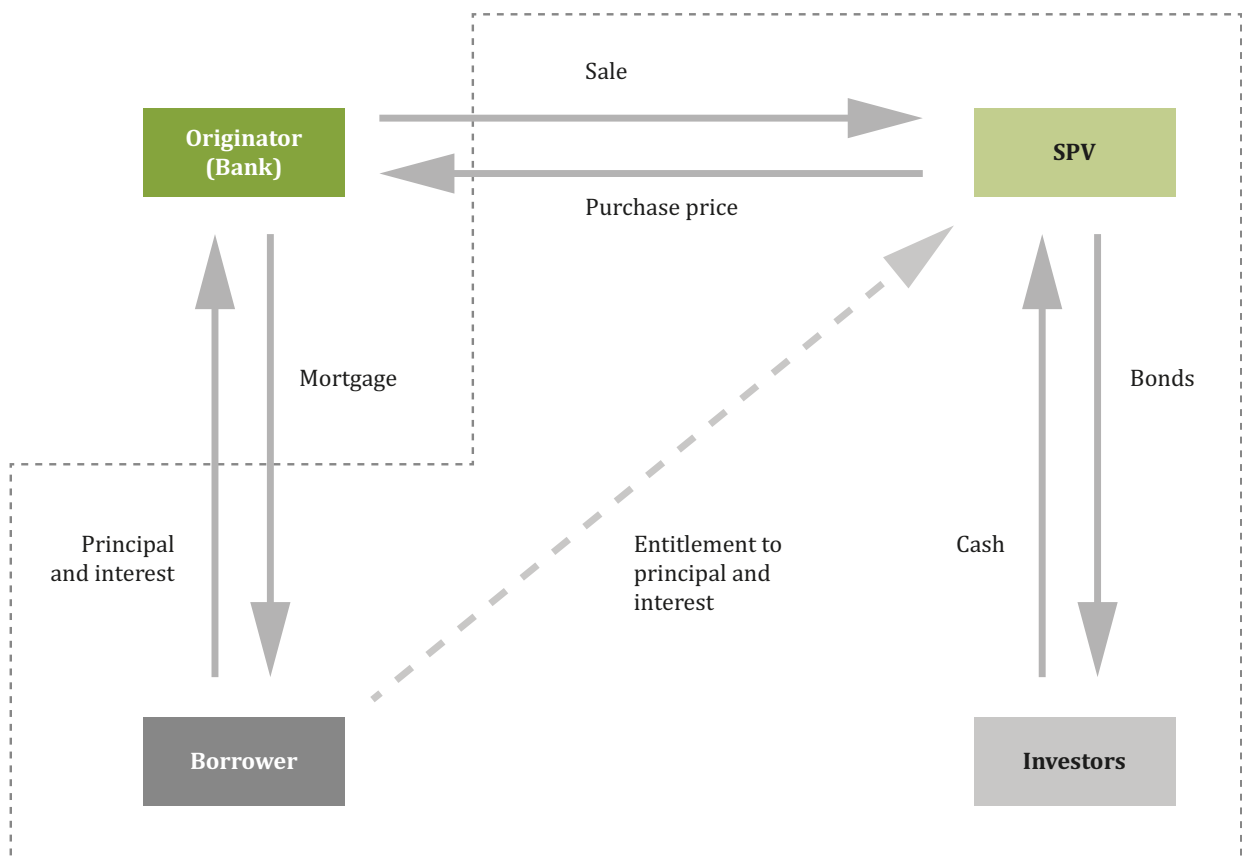 Sale
Originator
(Bank)
SPV
Purchase price
Mortgage
Bonds
Principal
and interest
Entitlement to
principal and
interest
Cash
Borrower
Investors